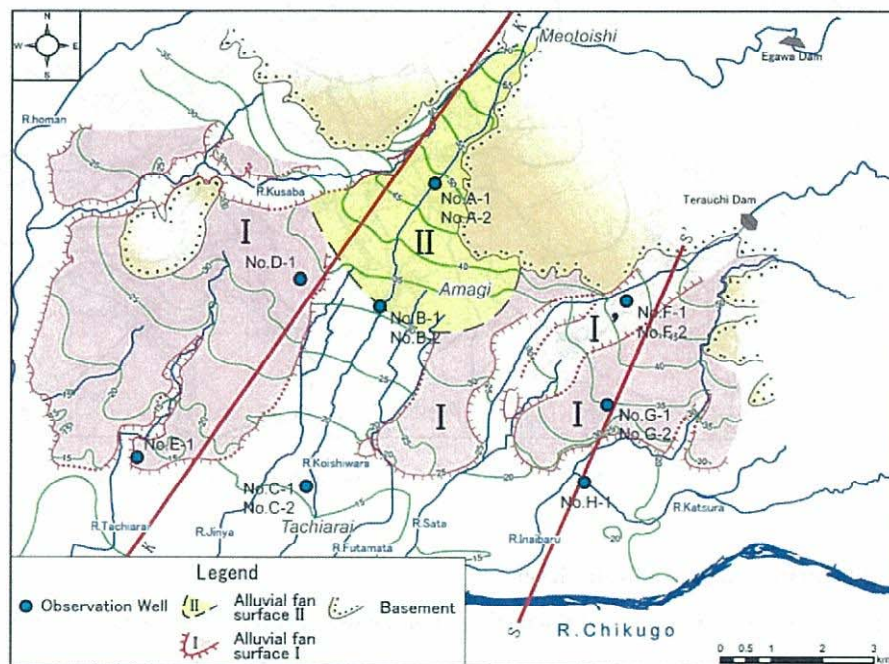 N
W E
S
K
Meotoishi
Egawa Dam
R.homan
R.Kusaba
Terauchi Dam
No.A-1
No.A-2
I
II
S
No.D-1
Amagi
No.B-1
No.B-2
I'
No.F-1
No.F-2
I
I
No.G-1
No.G-2
No.E-1
R.Koishiwara
No.C-1
No.C-2
No.H-1
R.Katsura
Tachiarai
R.Tachiarai
R.Jinya
R.Futamata
R.Sata
R.Inaibaru
K
Legend
Observation Well
II Alluvial fan
surface II
Basement
I Alluvial fan
surface I
S
R.Chikugo
0 0.5 1 2 3
km